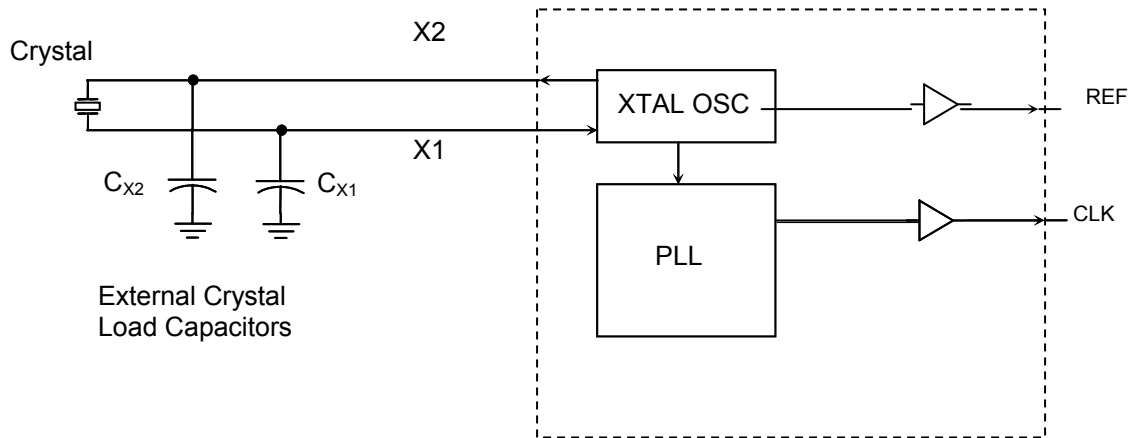 X2
Crystal
XTAL OSC
REF
X1
CX2
CX1
CLK
PLL
External Crystal
Load Capacitors